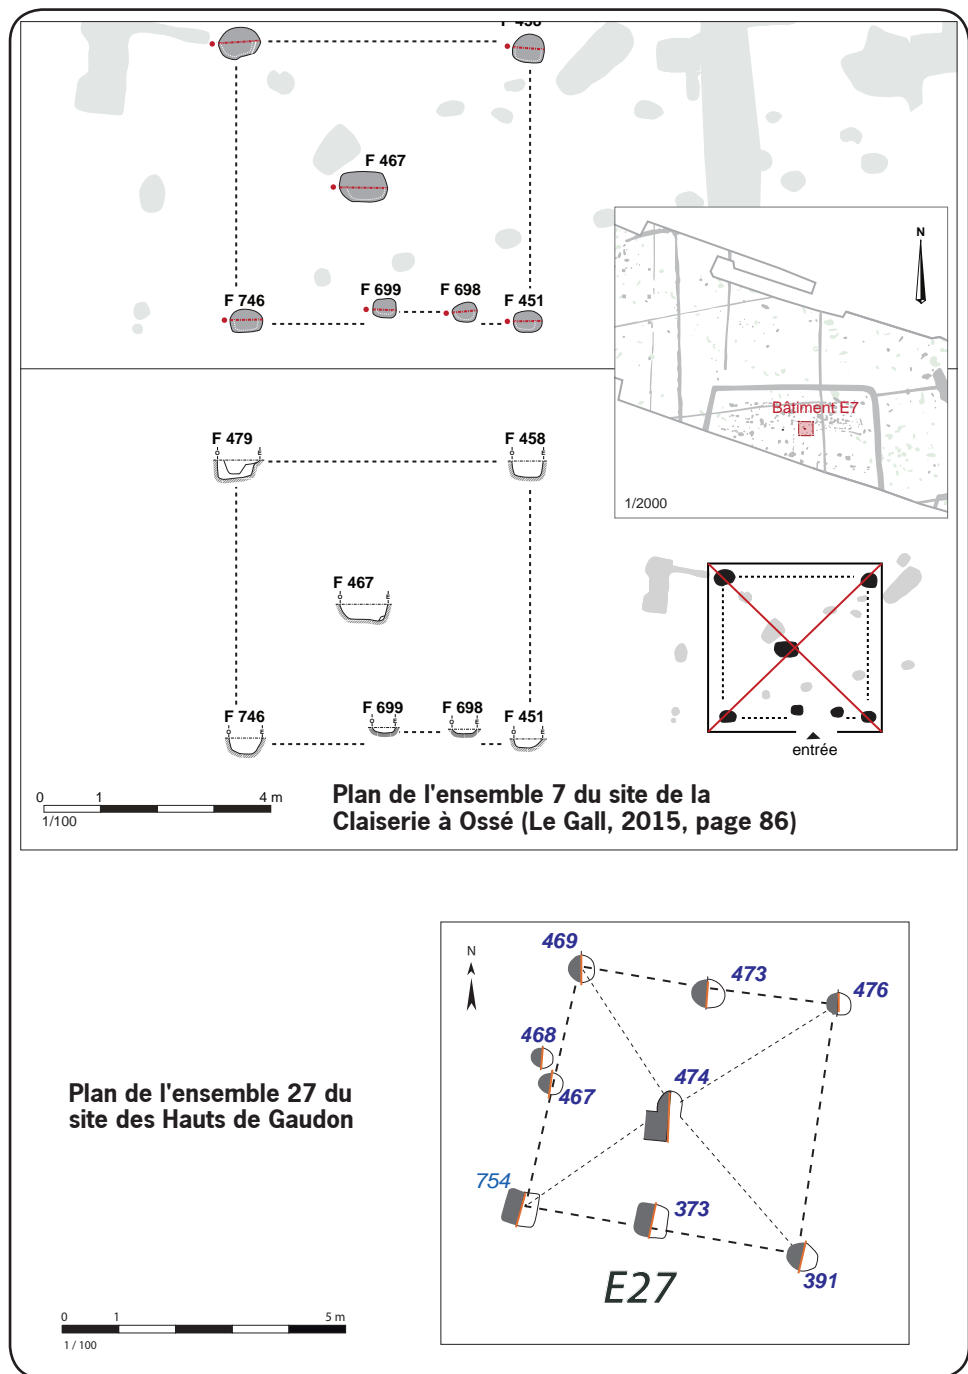 F 458
F 467
F 746
F 699
F 698
F 451
N
Bâtiment E7
1/2000
F 479
F 458
O E
O E
F 467
O E
F 746
F 699
F 698
F 451
O E
O E
O E
O E
entrée
0 1 4 m
1/100
Plan de l'ensemble 7 du site de la
Claiserie à Ossé (Le Gall, 2015, page 86)
N
469
473
476
468
474
467
754
373
391
E27
Plan de l'ensemble 27 du
site des Hauts de Gaudon
0 1 5 m
1 / 100